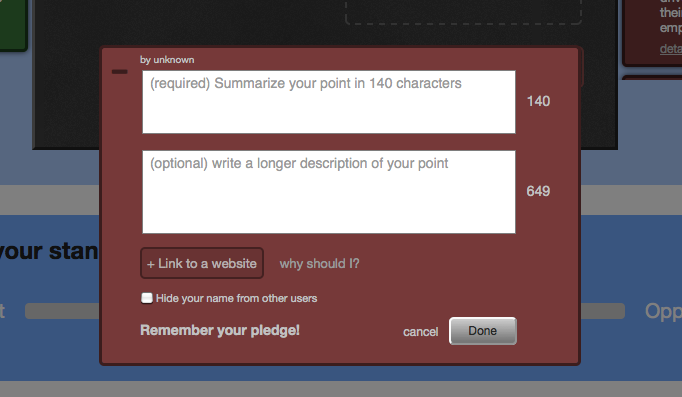 thei
emp
deta
by unknown
(required) Summarize your point in 140 characters
140
(optional) write a longer description of your point
649
your stan
+ Link to a website why should I?
Hide your name from other users
t Opp
Remember your pledge! cancel Done